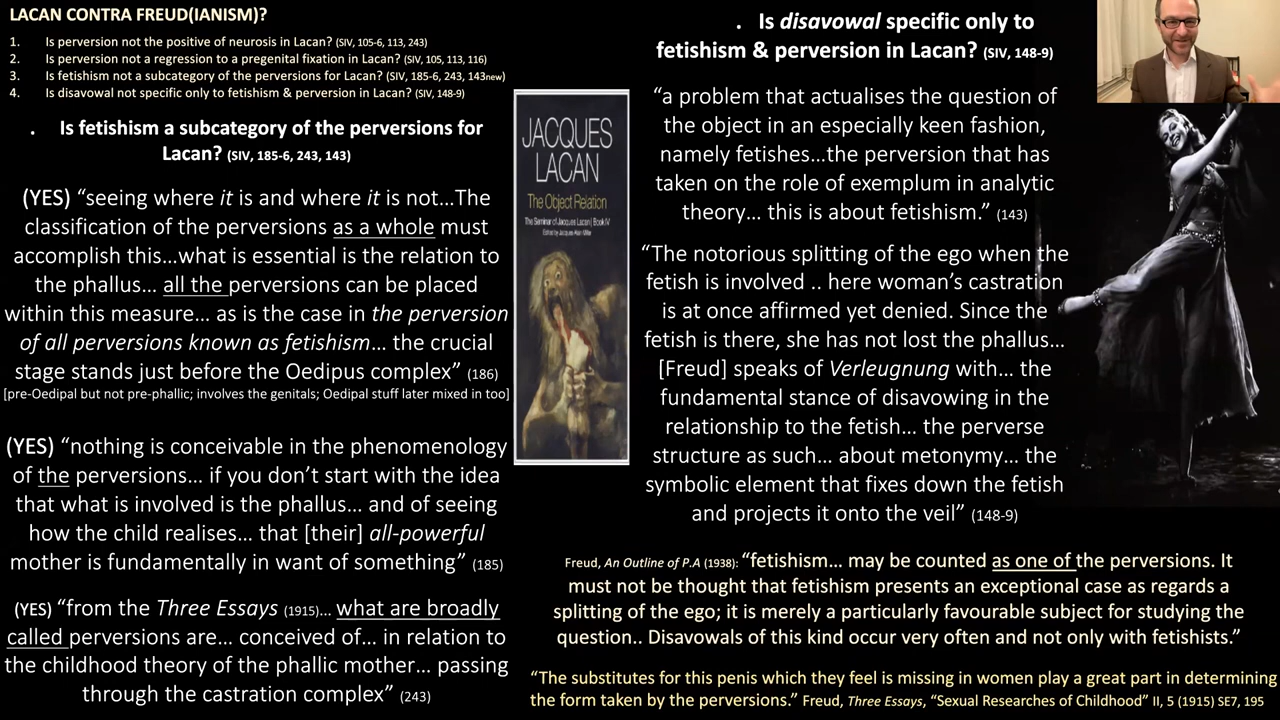 LACAN CONTRA FREUD(IANISM)?
1. Is perversion not the positive of neurosis in Lacan? (SIV, 105-6, 113, 243)
2. Is perversion not a regression to a pregenital fixation in Lacan? (SIV, 105, 113, 116)
3. Is fetishism not a subcategory of the perversions for Lacan? (SIV, 185-6, 243, 143new)
4. Is disavowal not specific only to fetishism & perversion in Lacan? (SIV, 148-9)
. Is fetishism a subcategory of the perversions for
Lacan? (SIV, 185-6, 243, 143)
(YES) “seeing where it is and where it is not…The
classification of the perversions as a whole must
accomplish this…what is essential is the relation to
the phallus… all the perversions can be placed
within this measure… as is the case in the perversion
of all perversions known as fetishism… the crucial
stage stands just before the Oedipus complex” (186)
[pre-Oedipal but not pre-phallic; involves the genitals; Oedipal stuff later mixed in too]
(YES) “nothing is conceivable in the phenomenology
of the perversions… if you don’t start with the idea
that what is involved is the phallus… and of seeing
how the child realises… that [their] all-powerful
mother is fundamentally in want of something” (185)
(YES) “from the Three Essays (1915)… what are broadly
called perversions are… conceived of… in relation to
the childhood theory of the phallic mother… passing
through the castration complex” (243)
JACQUES
LACAN
The Object Relation
The Seminar of Jacques Lacan Book IV
Edited by Jacques-Alain Miller
. Is disavowal specific only to
fetishism & perversion in Lacan? (SIV, 148-9)
“a problem that actualises the question of
the object in an especially keen fashion,
namely fetishes…the perversion that has
taken on the role of exemplum in analytic
theory… this is about fetishism.” (143)
“The notorious splitting of the ego when the
fetish is involved .. here woman’s castration
is at once affirmed yet denied. Since the
fetish is there, she has not lost the phallus…
[Freud] speaks of Verleugnung with… the
fundamental stance of disavowing in the
relationship to the fetish… the perverse
structure as such… about metonymy… the
symbolic element that fixes down the fetish
and projects it onto the veil” (148-9)
Freud, An Outline of P.A (1938): “fetishism… may be counted as one of the perversions. It
must not be thought that fetishism presents an exceptional case as regards a
splitting of the ego; it is merely a particularly favourable subject for studying the
question.. Disavowals of this kind occur very often and not only with fetishists.”
“The substitutes for this penis which they feel is missing in women play a great part in determining
the form taken by the perversions.” Freud, Three Essays, “Sexual Researches of Childhood” II, 5 (1915) SE7, 195